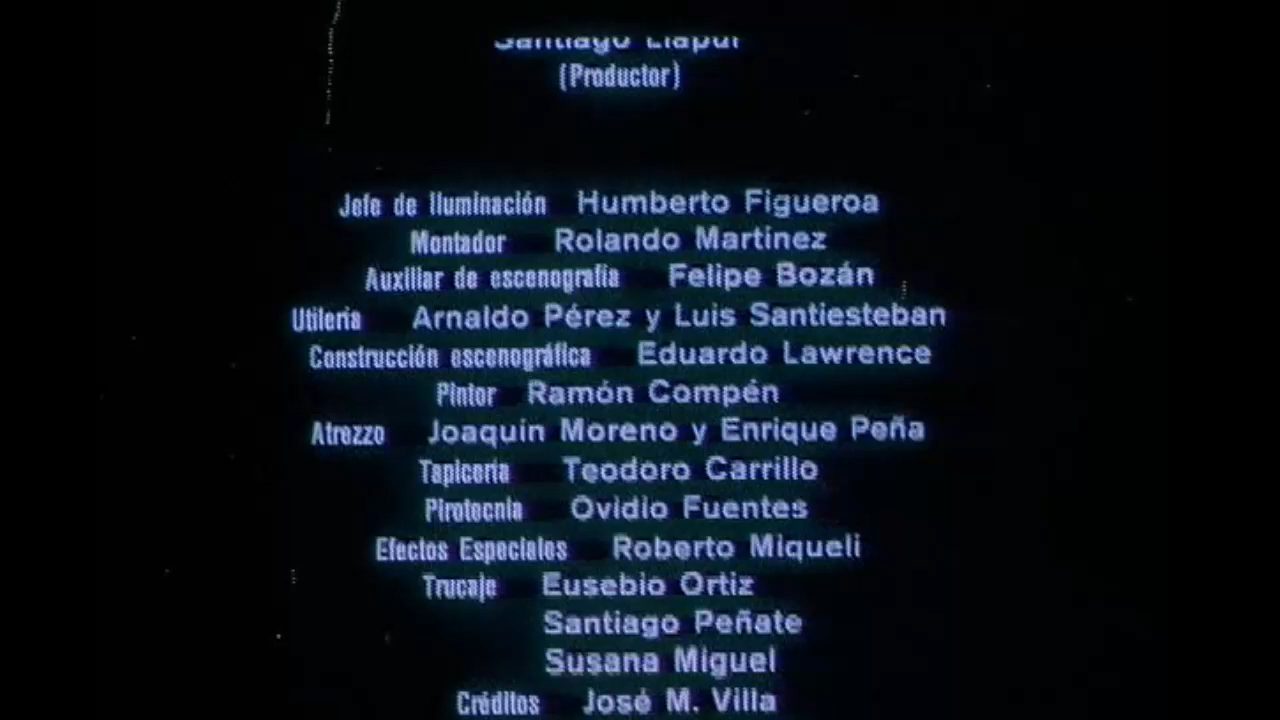 Santiago Llapur
(Productor)
Jefe de Iluminación Humberto Figueroa
Montador Rolando Martínez
Auxiliar de escenografía Felipe Bozán
Utilería Arnaldo Pérez y Luis Santiesteban
Construcción escenográfica Eduardo Lawrence
Pintor Ramón Compén
Atrezzo Joaquín Moreno y Enrique Peña
Tapicería Teodoro Carrillo
Pirotecnia Ovidio Fuentes
Efectos Especiales Roberto Miqueli
Trucaje Eusebio Ortiz
Santiago Peñate
Susana Miguel
Créditos José M. Villa